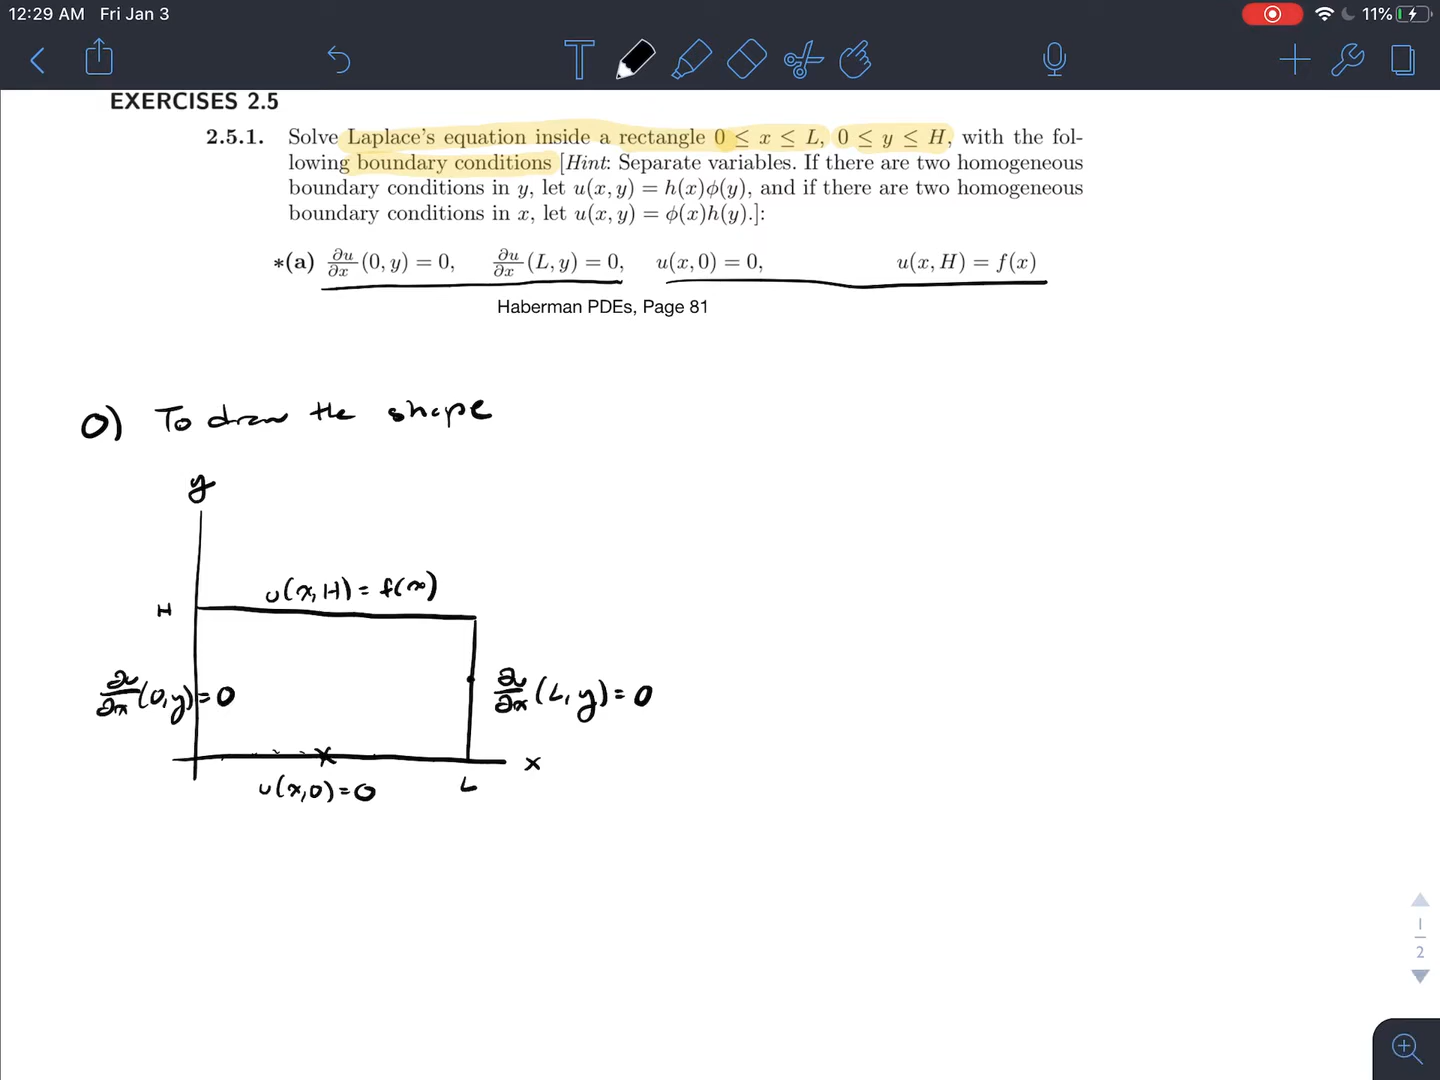 12:29 AM Fri Jan 3
11%
EXERCISES 2.5
2.5.1. Solve Laplace's equation inside a rectangle 0 ≤ x ≤ L, 0 ≤ y ≤ H, with the fol-
lowing boundary conditions [Hint: Separate variables. If there are two homogeneous
boundary conditions in y, let u(x, y) = h(x)ϕ(y), and if there are two homogeneous
boundary conditions in x, let u(x, y) = ϕ(x)h(y).]:
*(a) ∂u/∂x (0, y) = 0, ∂u/∂x (L, y) = 0, u(x, 0) = 0, u(x, H) = f(x)
Haberman PDEs, Page 81
0) To draw the shape
y
u(x, H) = f(x)
H
∂u/∂x (0, y) = 0
∂u/∂x (L, y) = 0
x
u(x, 0) = 0
L
1
2